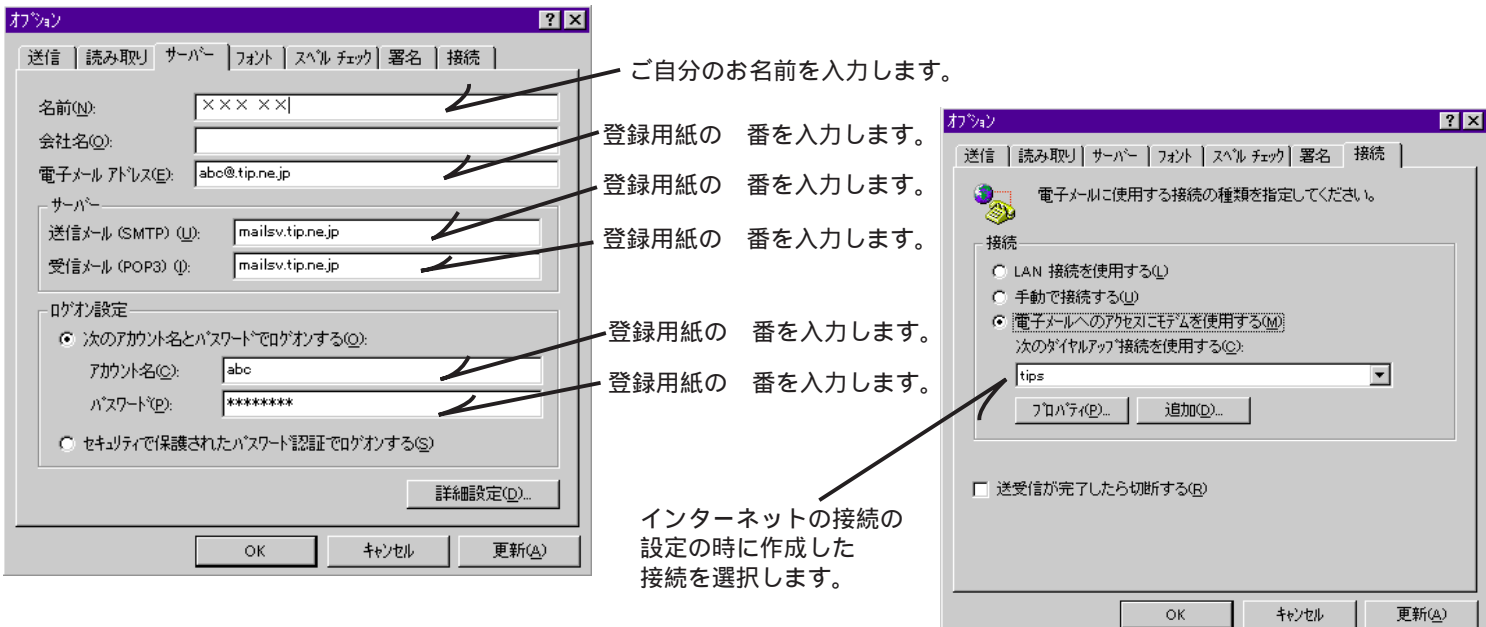 オプション
送信 読み取り サーバー フォント スペル チェック 署名 接続
名前(N): ××× ××
会社名(O):
電子メール アドレス(E): abc@.tip.ne.jp
サーバー
送信メール (SMTP) (U): mailsv.tip.ne.jp
受信メール (POP3) (I): mailsv.tip.ne.jp
ログオン設定
次のアカウント名とパスワードでログオンする(O):
アカウント名(C): abc
パスワード(P): ********
セキュリティで保護されたパスワード認証でログオンする(S)
詳細設定(D)...
OK キャンセル 更新(A)
ご自分のお名前を入力します。
登録用紙の 番を入力します。
登録用紙の 番を入力します。
登録用紙の 番を入力します。
登録用紙の 番を入力します。
登録用紙の 番を入力します。
インターネットの接続の
設定の時に作成した
接続を選択します。
オプション
送信 読み取り サーバー フォント スペル チェック 署名 接続
電子メールに使用する接続の種類を指定してください。
接続
LAN 接続を使用する(L)
手動で接続する(U)
電子メールへのアクセスにモデムを使用する(M)
次のダイヤルアップ接続を使用する(C):
tips
プロパティ(P)... 追加(D)...
送受信が完了したら切断する(R)
OK キャンセル 更新(A)